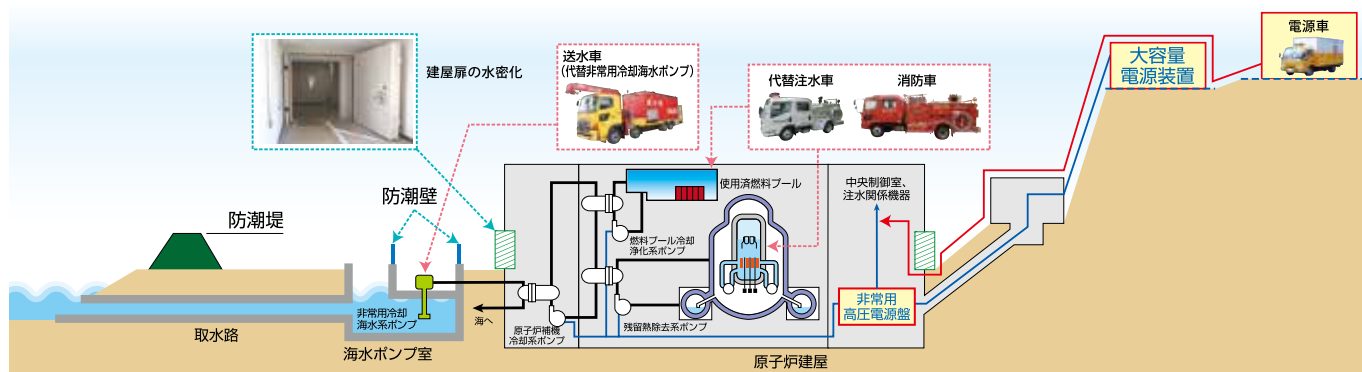 電源車
大容量
電源装置
送水車
(代替非常用冷却海水ポンプ)
建屋扉の水密化
代替注水車
消防車
防潮壁
防潮堤
使用済燃料プール
中央制御室、
注水関係機器
燃料プール冷却
浄化系ポンプ
非常用冷却
海水系ポンプ
海へ
原子炉補機
冷却系ポンプ
残留熱除去系ポンプ
非常用
高圧電源盤
取水路
海水ポンプ室
原子炉建屋